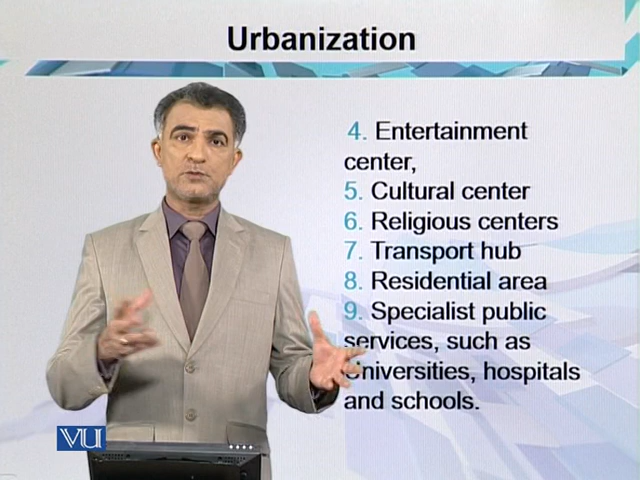 Urbanization
4. Entertainment
center,
5. Cultural center
6. Religious centers
7. Transport hub
8. Residential area
9. Specialist public
services, such as
Universities, hospitals
and schools.
VU